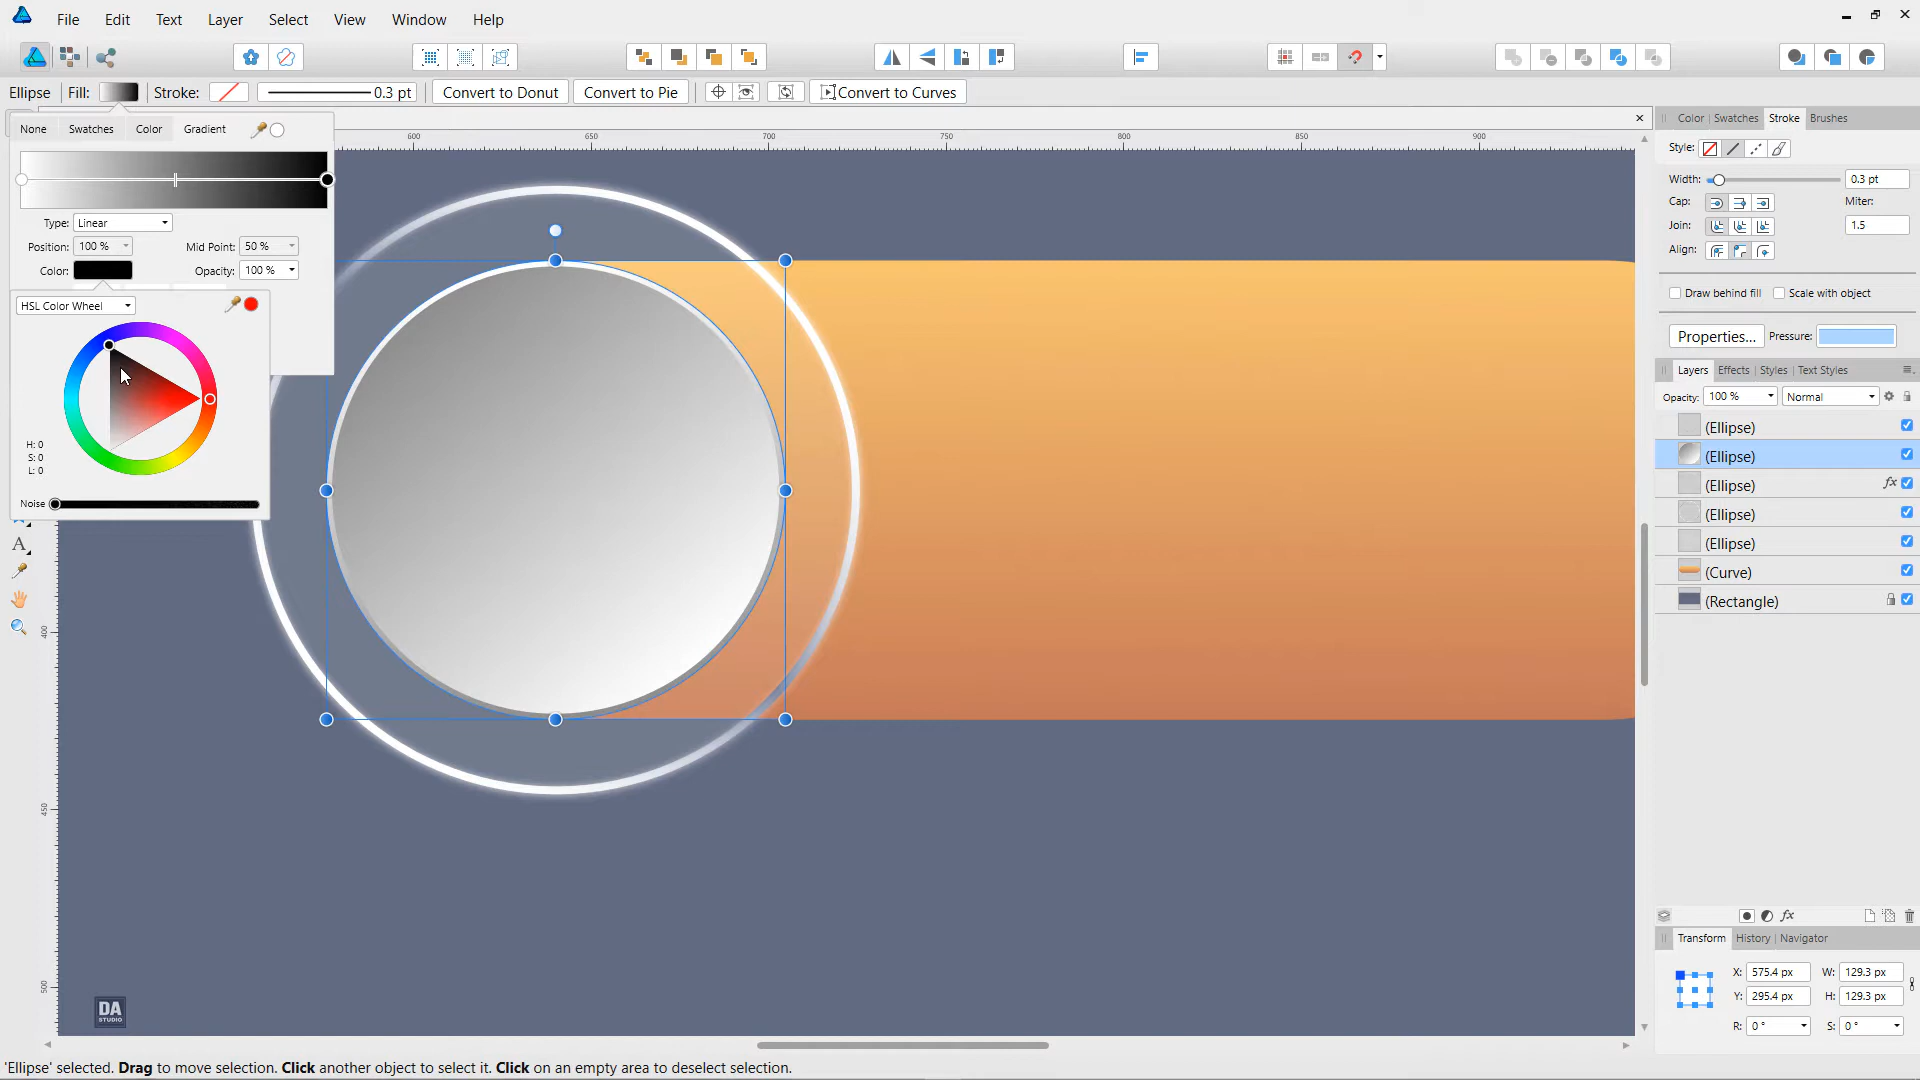 File Edit Text Layer Select View Window Help
Ellipse Fill: Stroke: 0.3 pt Convert to Donut Convert to Pie Convert to Curves
None Swatches Color Gradient
600 650 700 750 800 850 900
Type: Linear
Position: 100 % Mid Point: 50 %
Color: Opacity: 100 %
HSL Color Wheel
H: 0
S: 0
L: 0
Noise
A
400
450
500
DA
STUDIO
Color Swatches Stroke Brushes
Style:
Width: 0.3 pt
Cap: Miter:
Join: 1.5
Align:
Draw behind fill Scale with object
Properties... Pressure:
Layers Effects Styles Text Styles
Opacity: 100 % Normal
(Ellipse)
(Ellipse)
(Ellipse) fx
(Ellipse)
(Ellipse)
(Curve)
(Rectangle)
fx
Transform History Navigator
X: 575.4 px W: 129.3 px
Y: 295.4 px H: 129.3 px
R: 0 ° S: 0 °
'Ellipse' selected. Drag to move selection. Click another object to select it. Click on an empty area to deselect selection.